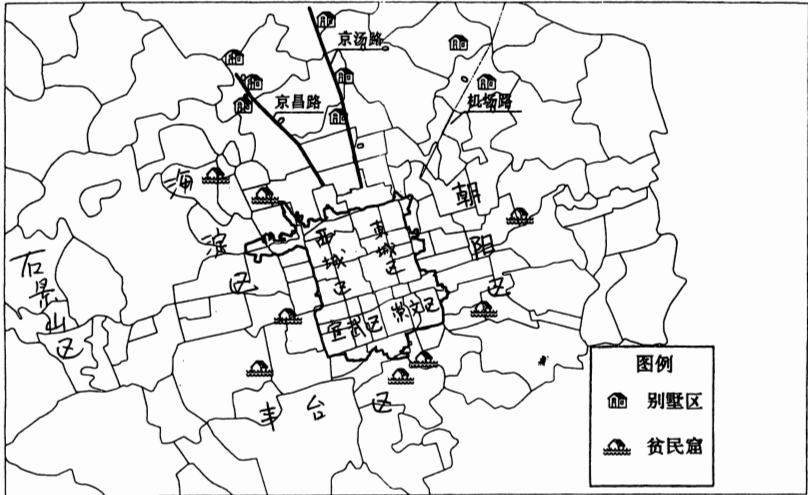 京汤路
京昌路
机场路
海淀区
朝阳区
西城区
东城区
石景山区
宣武区
崇文区
丰台区
图例
别墅区
贫民窟